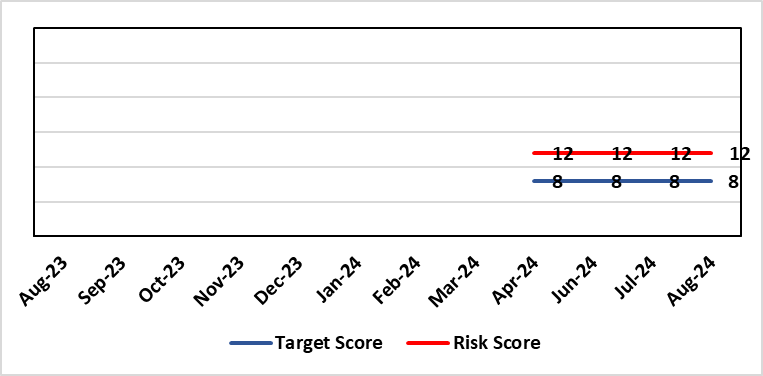 12 12 12 12
8 8 8 8
Aug-23 Sep-23 Oct-23 Nov-23 Dec-23 Jan-24 Feb-24 Mar-24 Apr-24 Jun-24 Jul-24 Aug-24
Target Score Risk Score